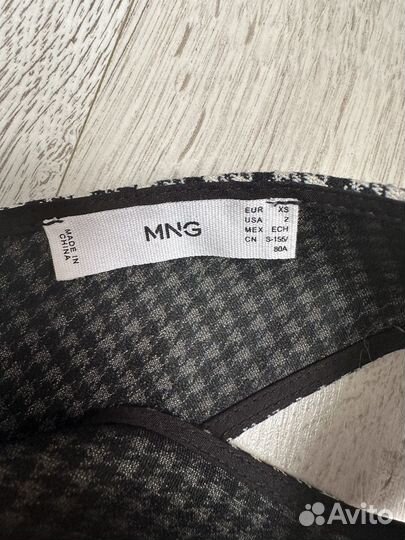 MADE IN
CHINA
MNG
EUR XS
USA 2
MEX ECH
CN S-155/
80A
Avito